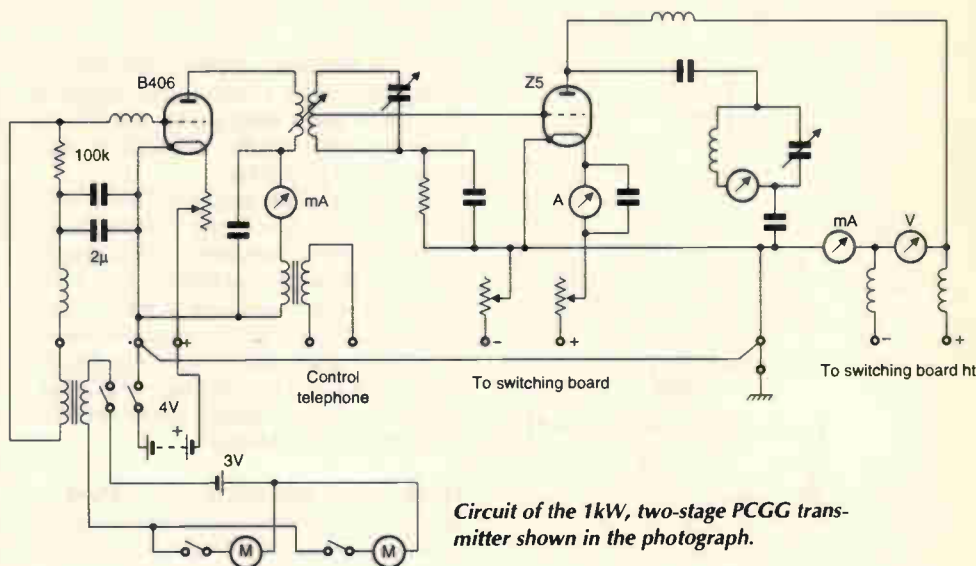 B406
Z5
100k
mA
A
2μ
mA
V
-
+
-
+
-
+
Control
telephone
To switching board
To switching board ht
4V
+
3V
M
M
Circuit of the 1kW, two-stage PCGG trans-
mitter shown in the photograph.